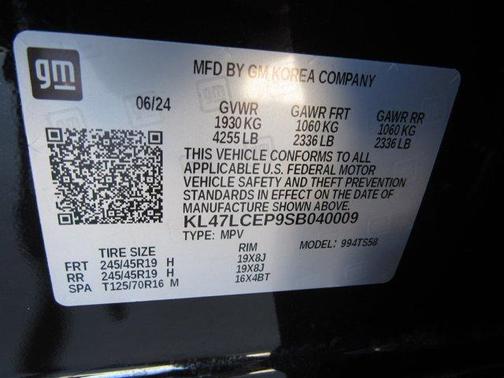 gm
MFD BY GM KOREA COMPANY
06/24
GVWR GAWR FRT GAWR RR
1930 KG 1060 KG 1060 KG
4255 LB 2336 LB 2336 LB
THIS VEHICLE CONFORMS TO ALL
APPLICABLE U.S. FEDERAL MOTOR
VEHICLE SAFETY AND THEFT PREVENTION
STANDARDS IN EFFECT ON THE DATE OF
MANUFACTURE SHOWN ABOVE.
KL47LCEP9SB040009
TYPE: MPV MODEL: 994TS58
TIRE SIZE RIM
FRT 245/45R19 H 19X8J
RR 245/45R19 H 19X8J
SPA T125/70R16 M 16X4BT